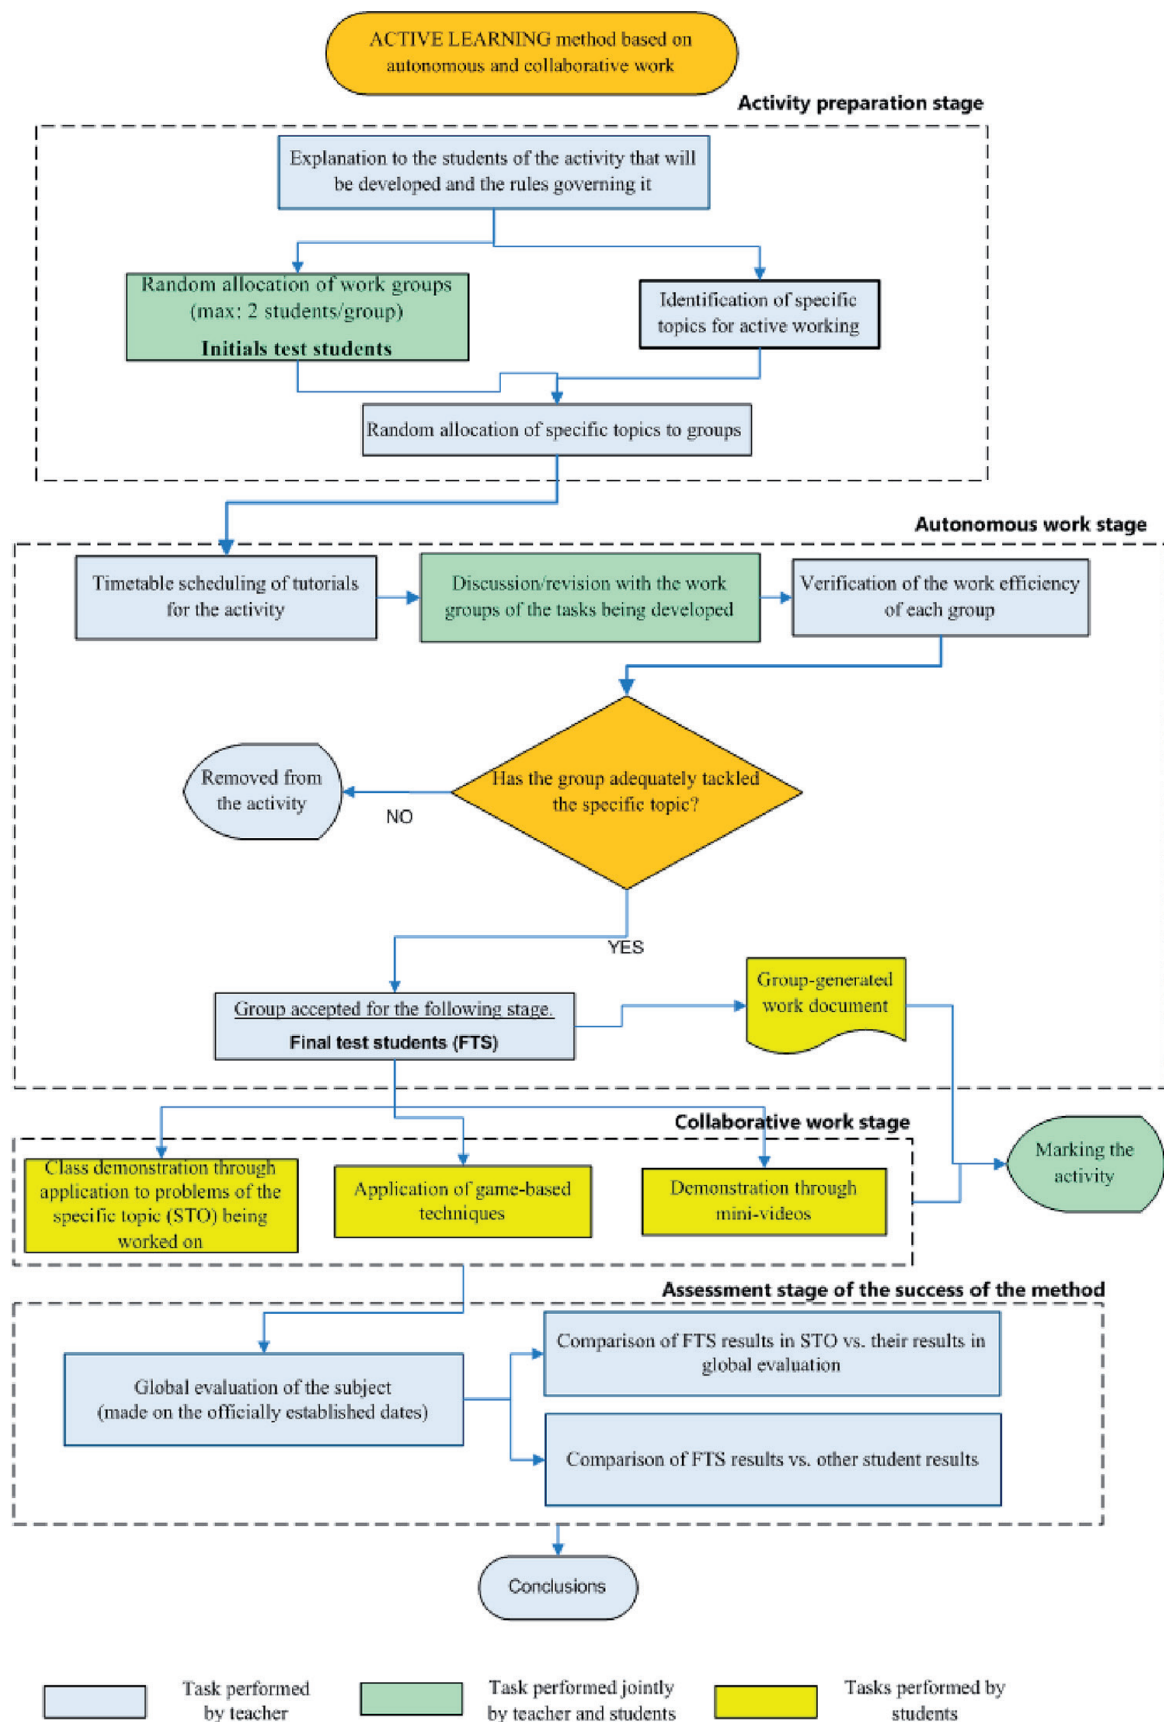 ACTIVE LEARNING method based on
autonomous and collaborative work
Activity preparation stage
Explanation to the students of the activity that will
be developed and the rules governing it
Random allocation of work groups
(max: 2 students/group)
Initials test students
Identification of specific
topics for active working
Random allocation of specific topics to groups
Autonomous work stage
Timetable scheduling of tutorials
for the activity
Discussion/revision with the work
groups of the tasks being developed
Verification of the work efficiency
of each group
Has the group adequately tackled
the specific topic?
Removed from
the activity
NO
YES
Group accepted for the following stage.
Final test students (FTS)
Group-generated
work document
Collaborative work stage
Class demonstration through
application to problems of the
specific topic (STO) being
worked on
Application of game-based
techniques
Demonstration through
mini-videos
Marking the
activity
Assessment stage of the success of the method
Global evaluation of the subject
(made on the officially established dates)
Comparison of FTS results in STO vs. their results in
global evaluation
Comparison of FTS results vs. other student results
Conclusions
Task performed
by teacher
Task performed jointly
by teacher and students
Tasks performed by
students